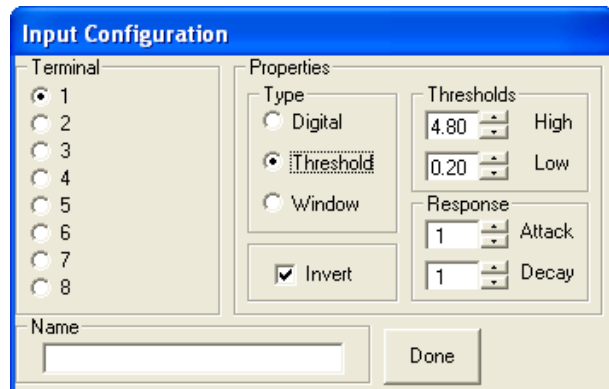 Input Configuration
Terminal
1
2
3
4
5
6
7
8
Properties
Type
Digital
Threshold
Window
Invert
Thresholds
4.80 High
0.20 Low
Response
1 Attack
1 Decay
Name
Done